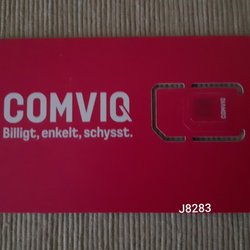 COMVIQ
Billigt, enkelt, schysst.
J8283